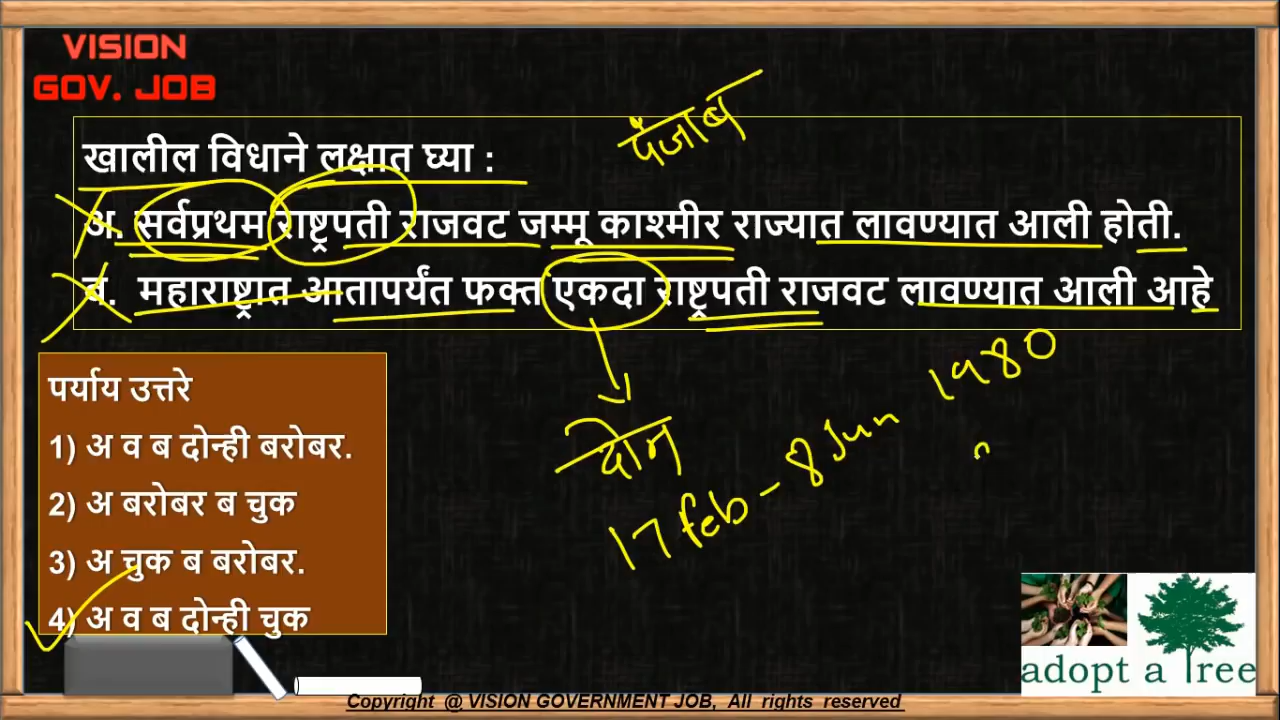 VISION
GOV. JOB
पंजाब
खालील विधाने लक्षात घ्या :
अ. सर्वप्रथम राष्ट्रपती राजवट जम्मू काश्मीर राज्यात लावण्यात आली होती.
ब. महाराष्ट्रात आतापर्यंत फक्त एकदा राष्ट्रपती राजवट लावण्यात आली आहे
पर्याय उत्तरे
1) अ व ब दोन्ही बरोबर.
2) अ बरोबर ब चुक
3) अ चुक ब बरोबर.
4) अ व ब दोन्ही चुक
दोन
17 feb - 8 Jun 1980
adopt a Tree
Copyright @ VISION GOVERNMENT JOB, All rights reserved